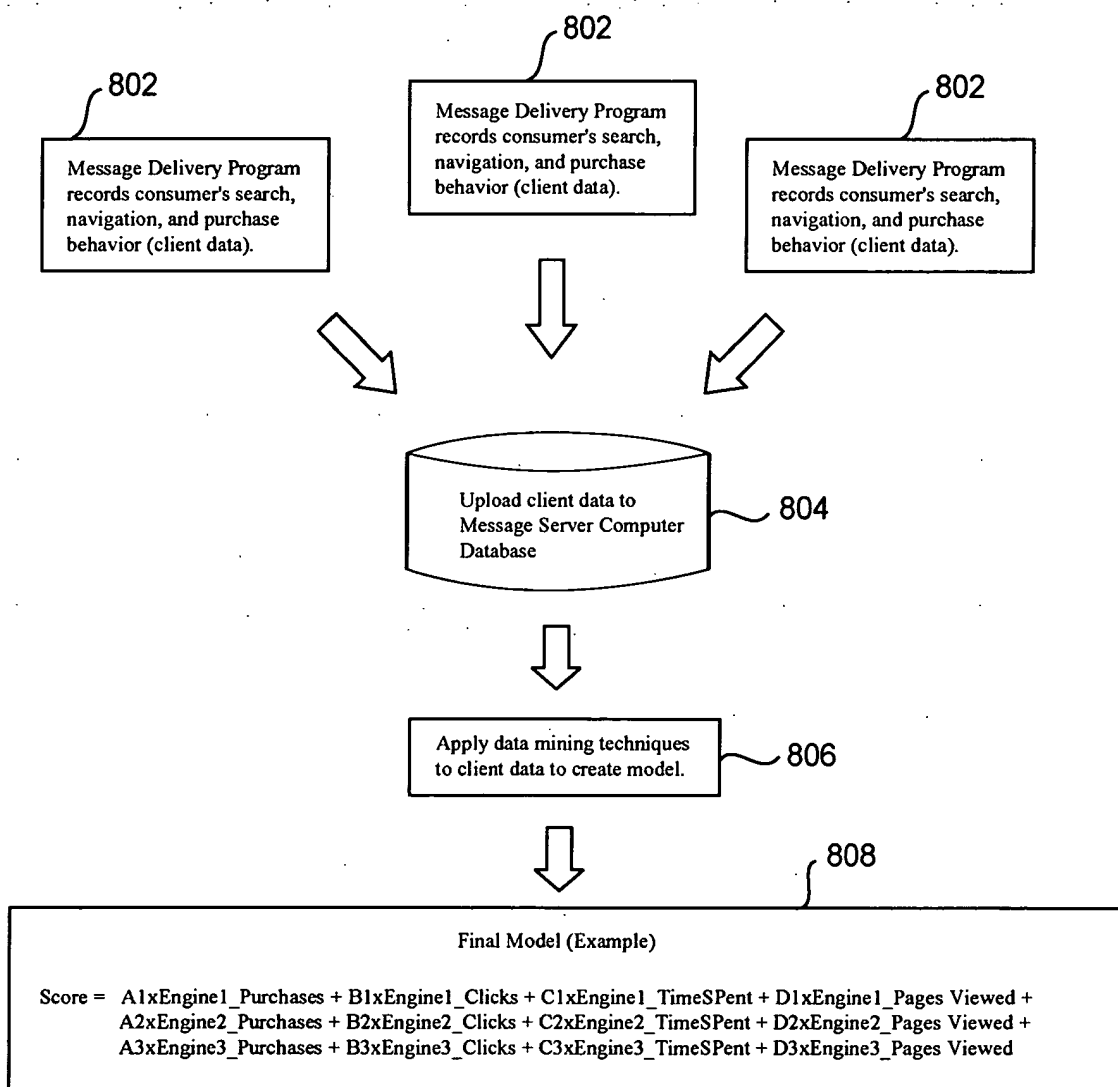 802
802
802
Message Delivery Program
records consumer's search,
navigation, and purchase
behavior (client data).
Message Delivery Program
records consumer's search,
navigation, and purchase
behavior (client data).
Message Delivery Program
records consumer's search,
navigation, and purchase
behavior (client data).
Upload client data to
Message Server Computer
Database
804
Apply data mining techniques
to client data to create model.
806
808
Final Model (Example)
Score = A1xEngine1_Purchases + B1xEngine1_Clicks + C1xEngine1_TimeSPent + D1xEngine1_Pages Viewed +
A2xEngine2_Purchases + B2xEngine2_Clicks + C2xEngine2_TimeSPent + D2xEngine2_Pages Viewed +
A3xEngine3_Purchases + B3xEngine3_Clicks + C3xEngine3_TimeSPent + D3xEngine3_Pages Viewed